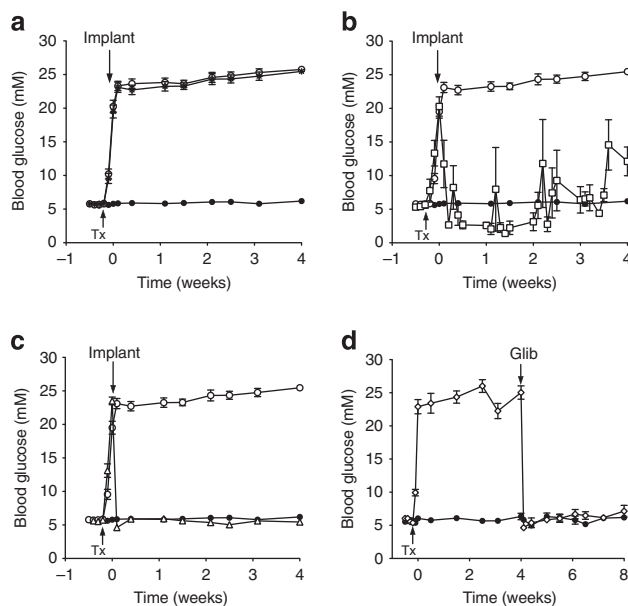 a
Implant
Blood glucose (mM)
30
25
20
15
10
5
0
Tx
–1 0 1 2 3 4
Time (weeks)
b
Implant
Blood glucose (mM)
30
25
20
15
10
5
0
Tx
–1 0 1 2 3 4
Time (weeks)
c
Implant
Blood glucose (mM)
30
25
20
15
10
5
0
Tx
–1 0 1 2 3 4
Time (weeks)
d
Glib
Blood glucose (mM)
30
25
20
15
10
5
0
Tx
0 2 4 6 8
Time (weeks)